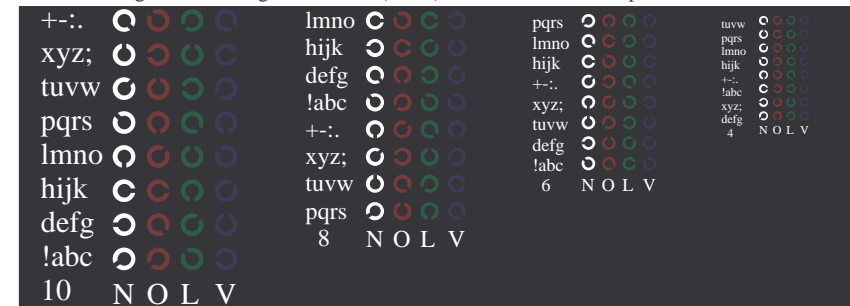 +-:.
xyz;
tuvw
pqrs
lmno
hijk
defg
!abc
10 N O L V
lmno
hijk
defg
!abc
+-:.
xyz;
tuvw
pqrs
8 N O L V
pqrs
lmno
hijk
+-:.
xyz;
tuvw
defg
!abc
6 N O L V
tuvw
pqrs
lmno
hijk
+-:.
!abc
xyz;
defg
4 N O L V